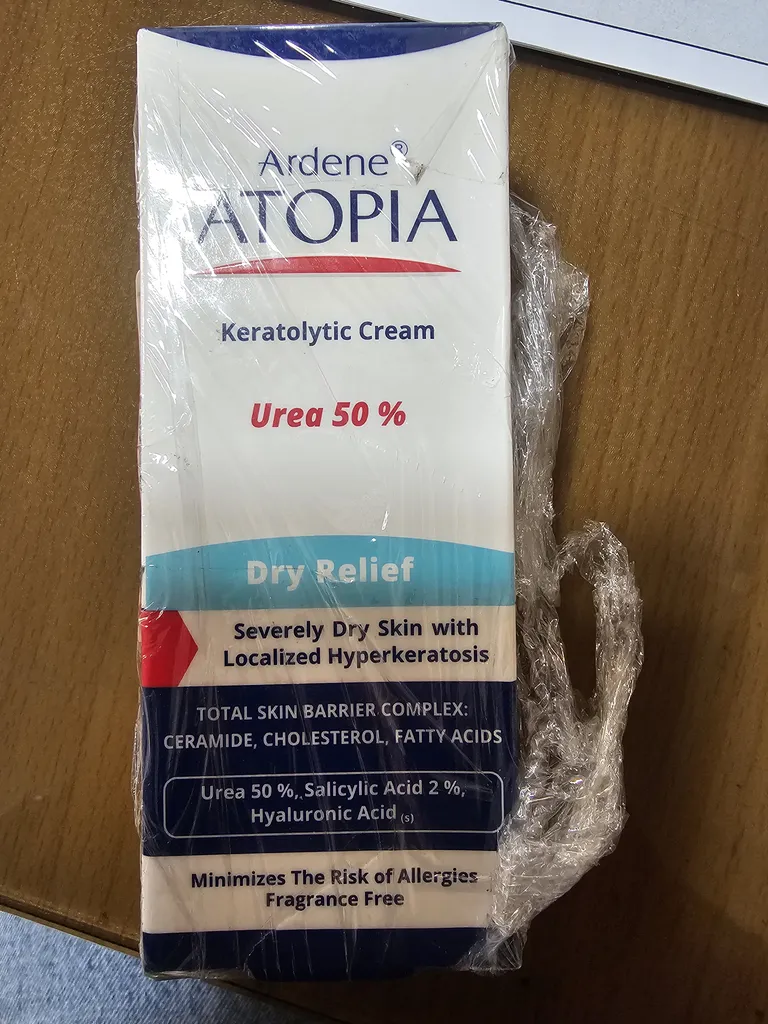 Ardene®
ATOPIA
Keratolytic Cream
Urea 50 %
Dry Relief
Severely Dry Skin with
Localized Hyperkeratosis
TOTAL SKIN BARRIER COMPLEX:
CERAMIDE, CHOLESTEROL, FATTY ACIDS
Urea 50 %, Salicylic Acid 2 %,
Hyaluronic Acid (s)
Minimizes The Risk of Allergies
Fragrance Free